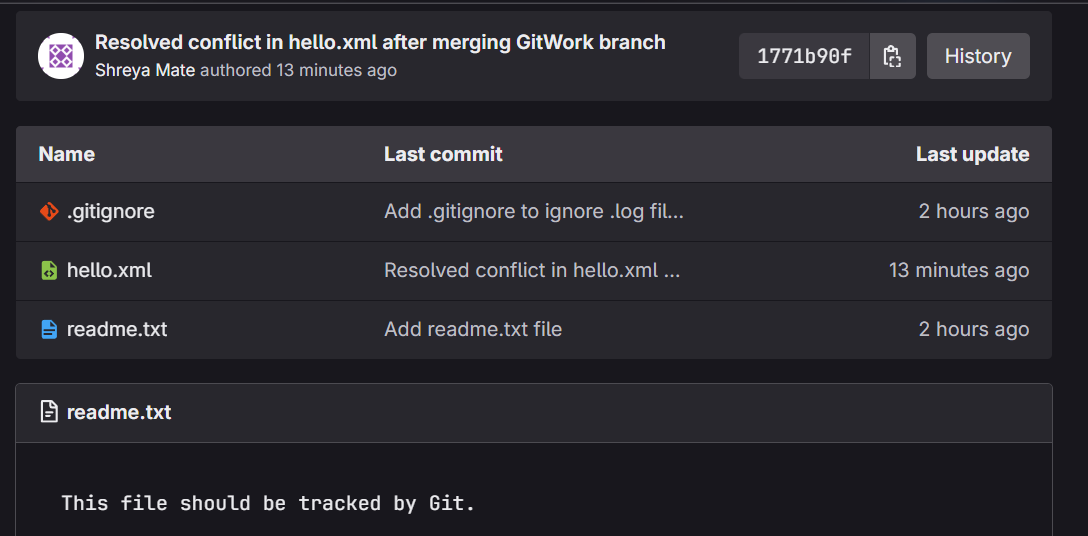 Resolved conflict in hello.xml after merging GitWork branch
Shreya Mate authored 13 minutes ago
1771b90f
History
Name Last commit Last update
.gitignore Add .gitignore to ignore .log fil... 2 hours ago
hello.xml Resolved conflict in hello.xml ... 13 minutes ago
readme.txt Add readme.txt file 2 hours ago
readme.txt
This file should be tracked by Git.